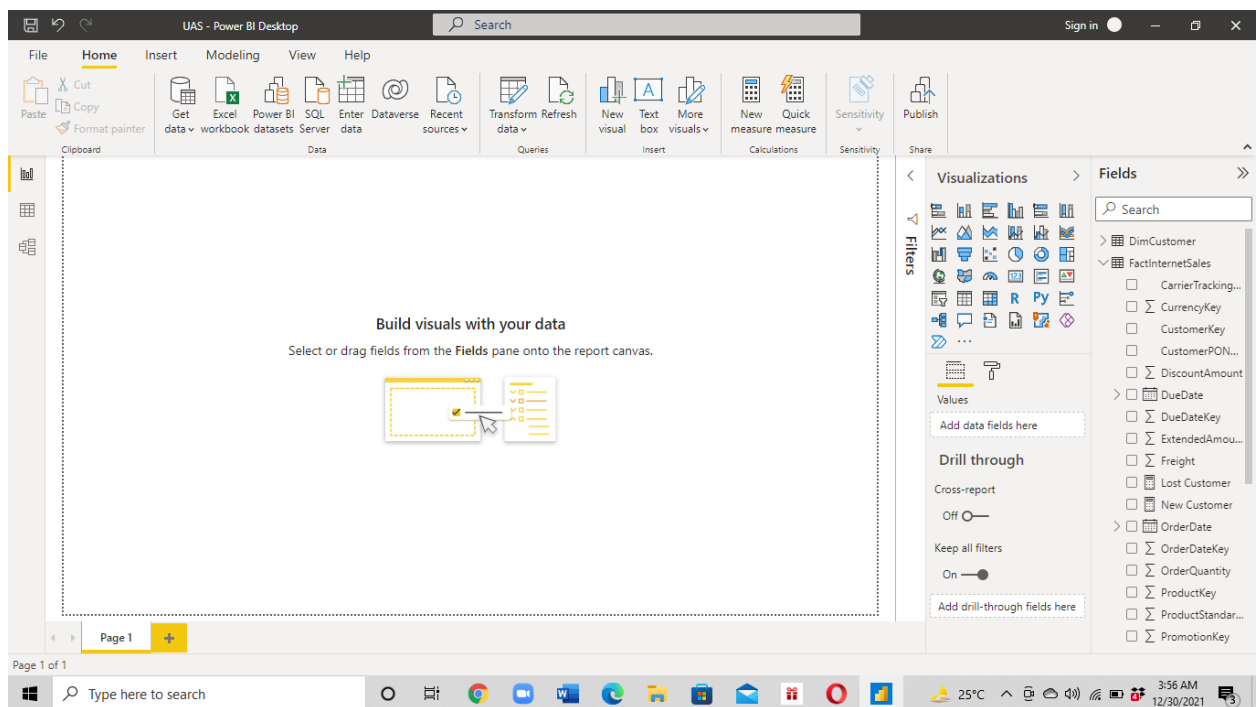 UAS - Power BI Desktop
Search
Sign in
File Home Insert Modeling View Help
Paste
Cut
Copy
Format painter
Clipboard
Get data
Excel workbook
Power BI datasets
SQL Server
Enter data
Dataverse
Recent sources
Data
Transform data
Refresh
Queries
New visual
Text box
More visuals
Insert
New measure
Quick measure
Calculations
Sensitivity
Sensitivity
Publish
Share
Build visuals with your data
Select or drag fields from the Fields pane onto the report canvas.
Filters
Visualizations
123
R
Py
Values
Add data fields here
Drill through
Cross-report
Off
Keep all filters
On
Add drill-through fields here
Fields
Search
DimCustomer
FactInternetSales
CarrierTracking...
∑ CurrencyKey
CustomerKey
CustomerPON...
∑ DiscountAmount
DueDate
∑ DueDateKey
∑ ExtendedAmou...
∑ Freight
Lost Customer
New Customer
OrderDate
∑ OrderDateKey
∑ OrderQuantity
∑ ProductKey
∑ ProductStandar...
∑ PromotionKey
Page 1
Page 1 of 1
Type here to search
25°C
3:56 AM
12/30/2021
3